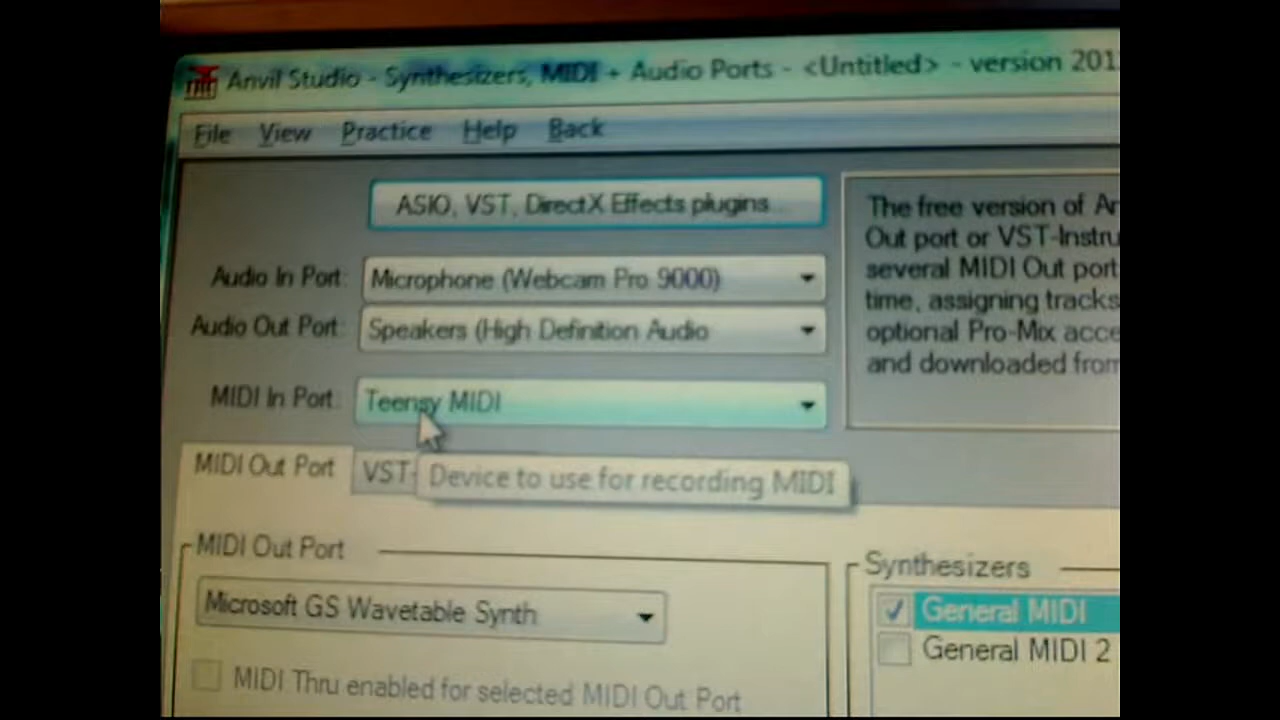 Anvil Studio - Synthesizers, MIDI + Audio Ports - <Untitled> - version 201
File View Practice Help Back
ASIO, VST, DirectX Effects plugins...
The free version of
Out port or VST-Instru
several MIDI Out port
time, assigning tracks
optional Pro-Mix acce
and downloaded from
Audio In Port: Microphone (Webcam Pro 9000)
Audio Out Port: Speakers (High Definition Audio
MIDI In Port: Teensy MIDI
MIDI Out Port VST-
Device to use for recording MIDI
MIDI Out Port
Microsoft GS Wavetable Synth
MIDI Thru enabled for selected MIDI Out Port
Synthesizers
General MIDI
General MIDI 2